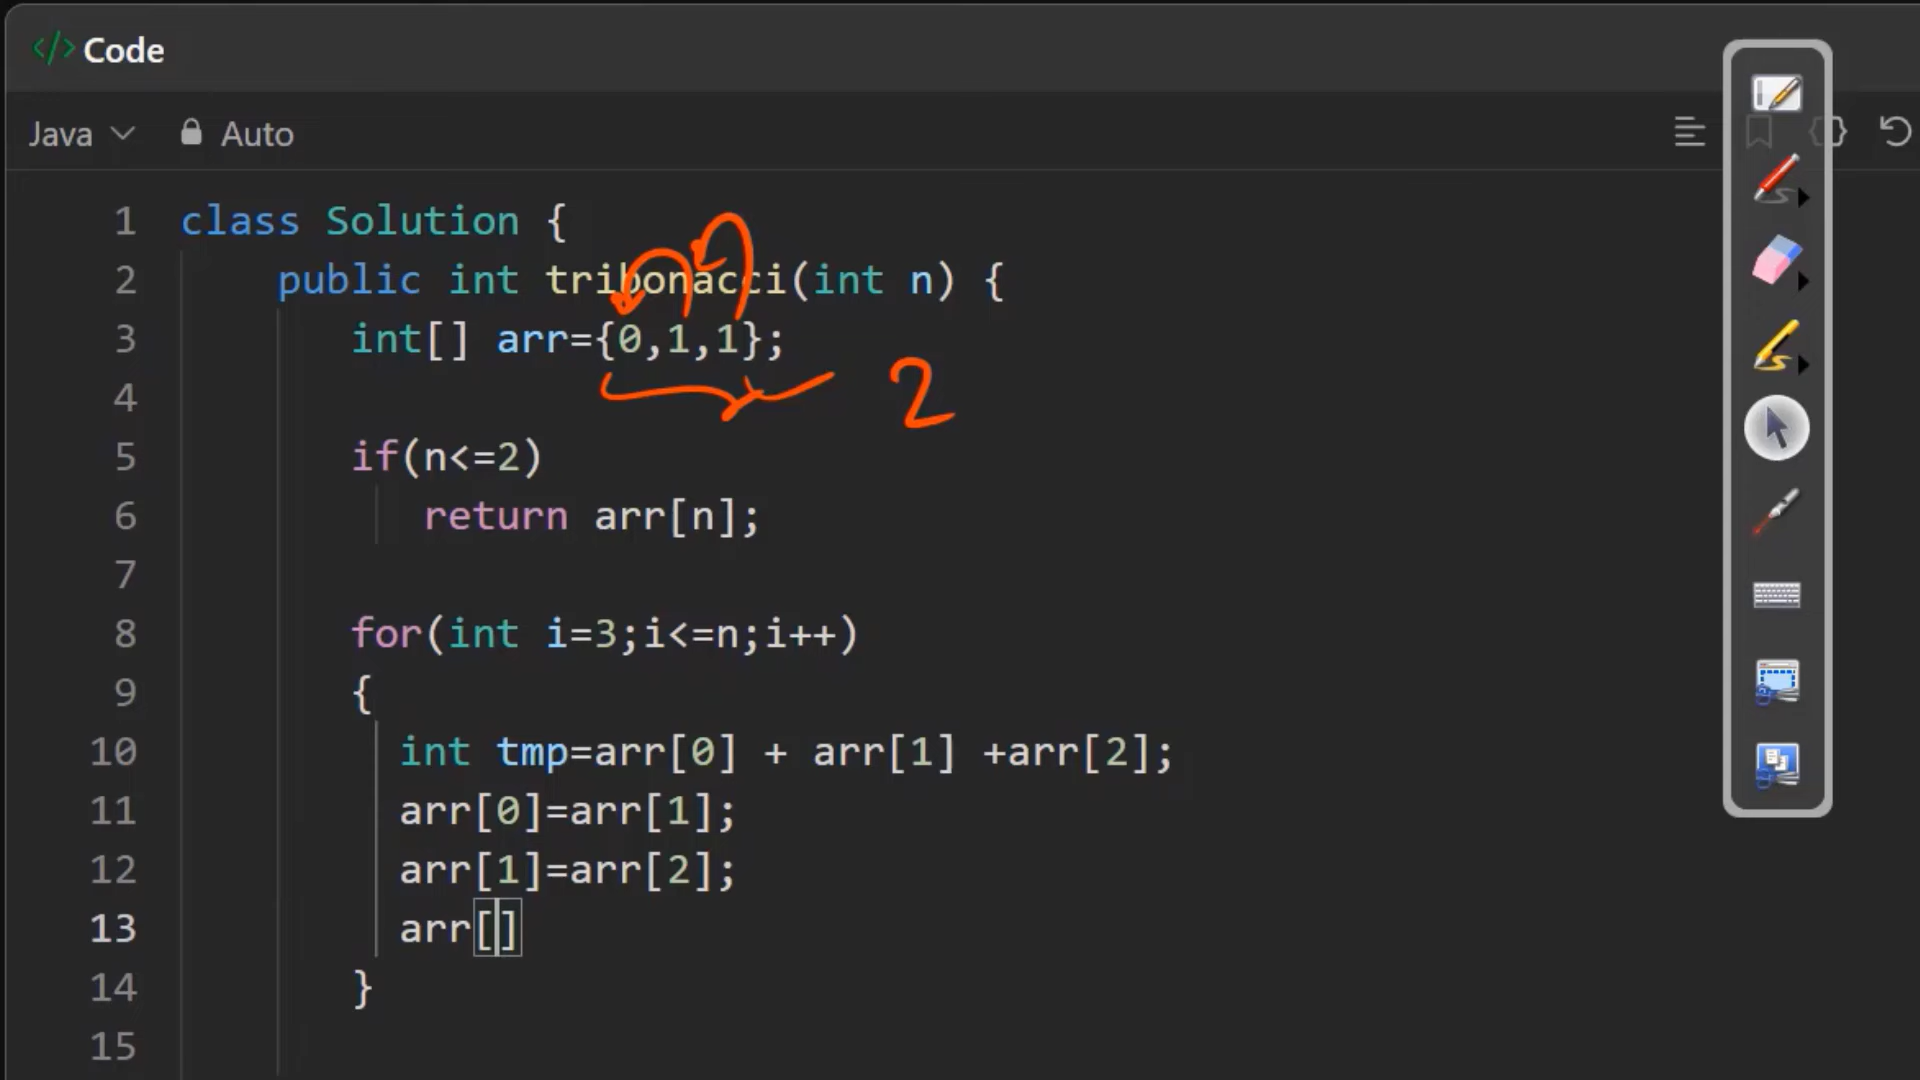 </> Code
Java Auto
1 class Solution {
2 public int tribonacci(int n) {
3 int[] arr={0,1,1};
2
4
5 if(n<=2)
6 return arr[n];
7
8 for(int i=3;i<=n;i++)
9 {
10 int tmp=arr[0] + arr[1] +arr[2];
11 arr[0]=arr[1];
12 arr[1]=arr[2];
13 arr[]
14 }
15